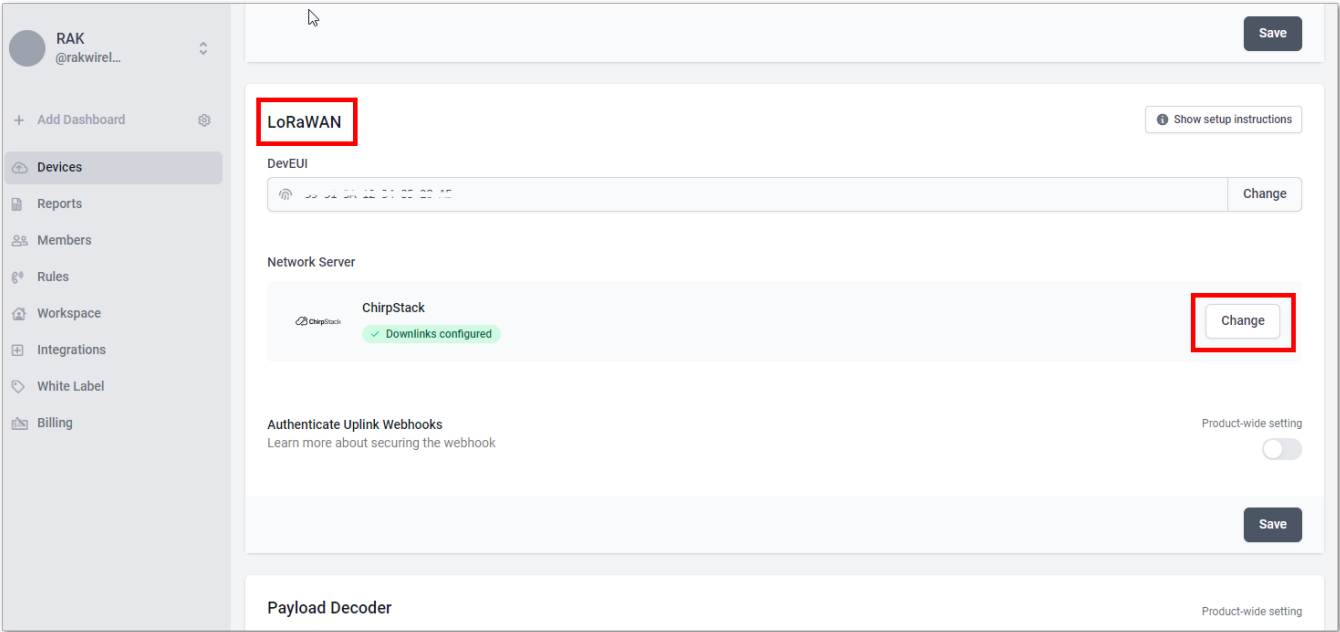 RAK
@rakwirel...
Add Dashboard
Devices
Reports
Members
Rules
Workspace
Integrations
White Label
Billing
Save
LoRaWAN
Show setup instructions
DevEUI
Change
Network Server
ChirpStack
ChirpStack
Downlinks configured
Change
Authenticate Uplink Webhooks
Product-wide setting
Learn more about securing the webhook
Save
Payload Decoder
Product-wide setting